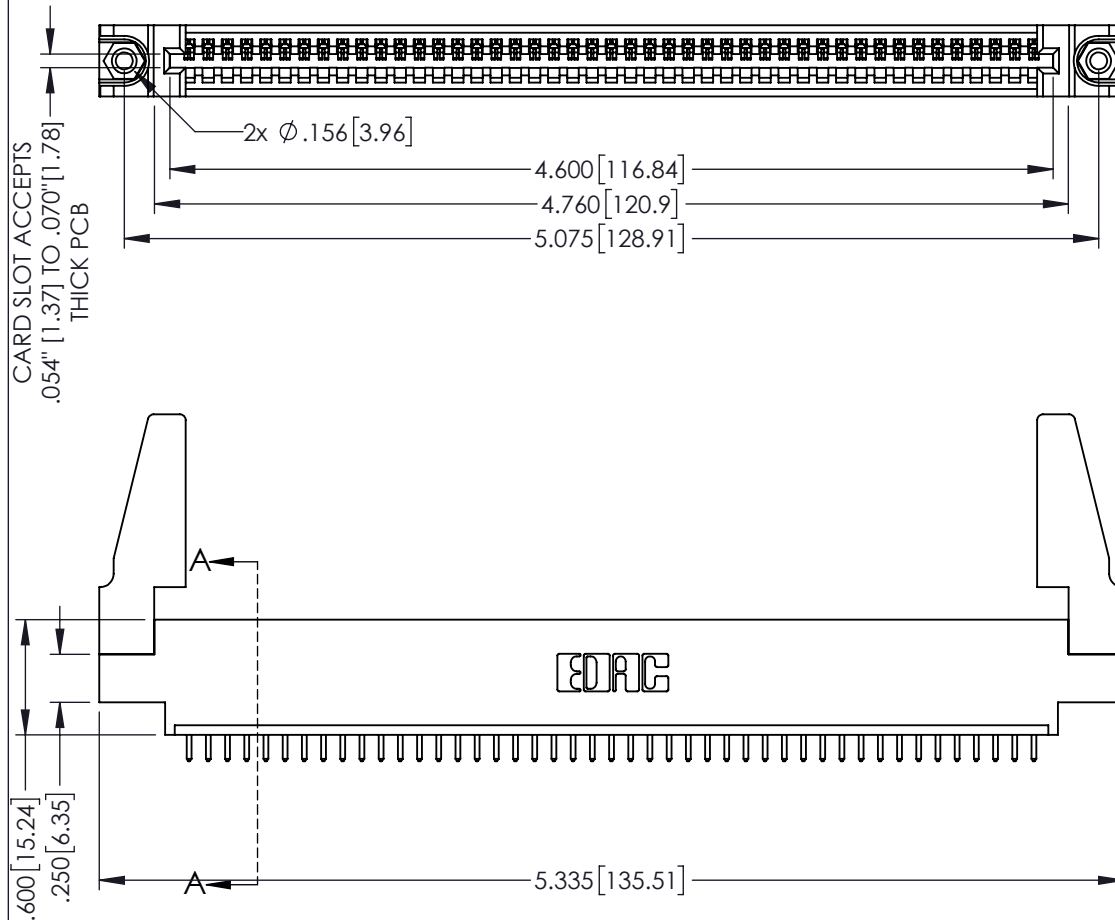 2x Ø.156[3.96]
4.600[116.84]
4.760[120.9]
5.075[128.91]
CARD SLOT ACCEPTS
.054" [1.37] TO .070"[1.78]
THICK PCB
A
EDAC
.600[15.24]
.250[6.35]
A
5.335[135.51]